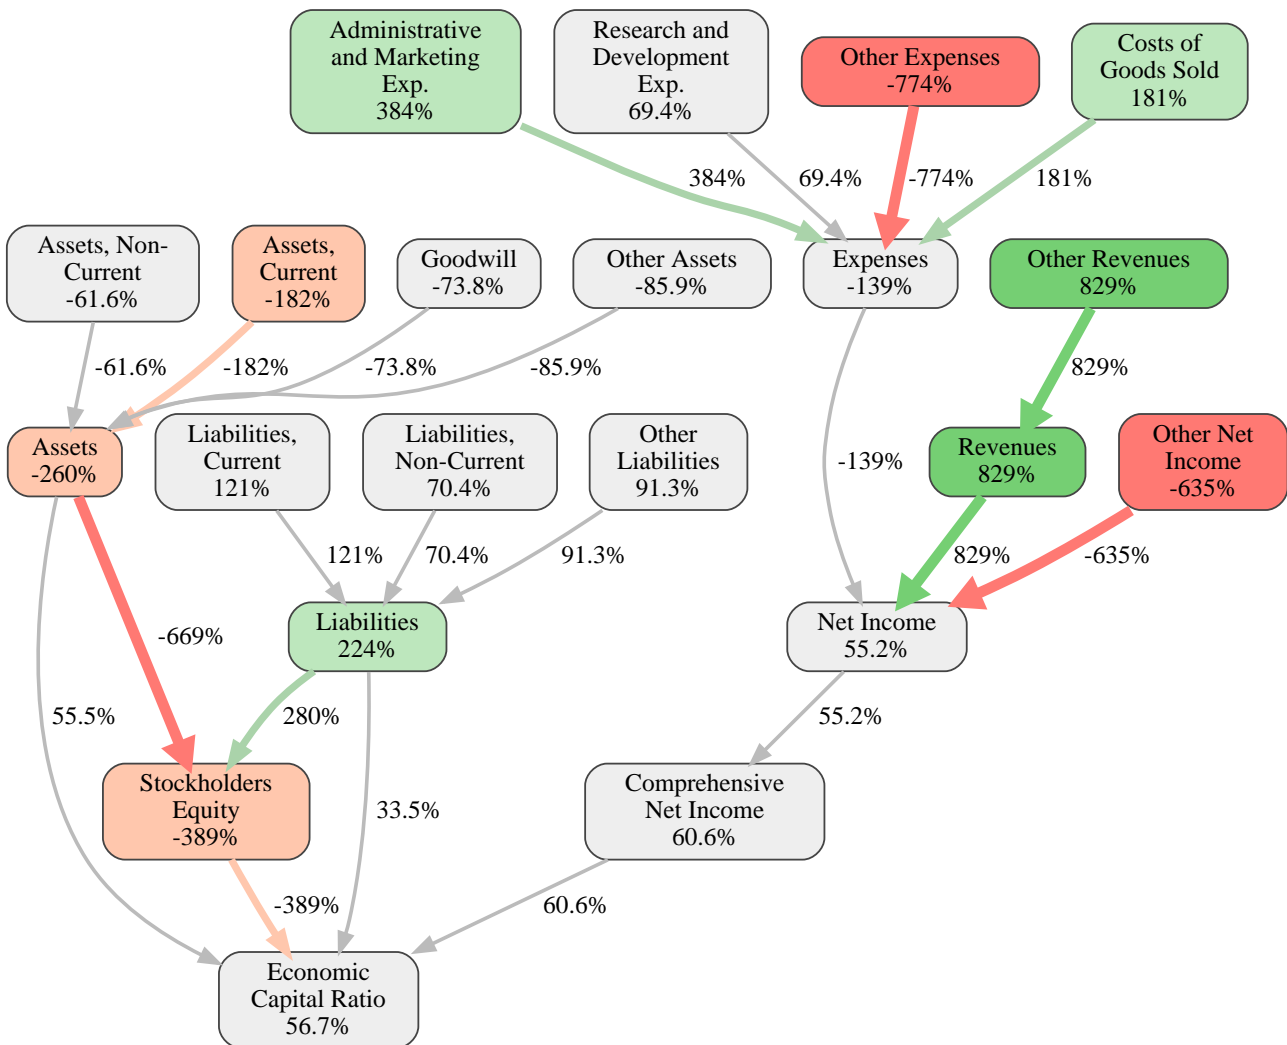 Administrative
and Marketing
Exp.
384%
Research and
Development
Exp.
69.4%
Other Expenses
-774%
Costs of
Goods Sold
181%
384%
69.4%
-774%
181%
Assets, Non-
Current
-61.6%
Assets,
Current
-182%
Goodwill
-73.8%
Other Assets
-85.9%
Expenses
-139%
Other Revenues
829%
-61.6%
-182%
-73.8%
-85.9%
829%
Assets
-260%
Liabilities,
Current
121%
Liabilities,
Non-Current
70.4%
Other
Liabilities
91.3%
-139%
Revenues
829%
Other Net
Income
-635%
121%
70.4%
91.3%
829%
-635%
-669%
Liabilities
224%
Net Income
55.2%
55.5%
280%
55.2%
Stockholders
Equity
-389%
33.5%
Comprehensive
Net Income
60.6%
-389%
60.6%
Economic
Capital Ratio
56.7%